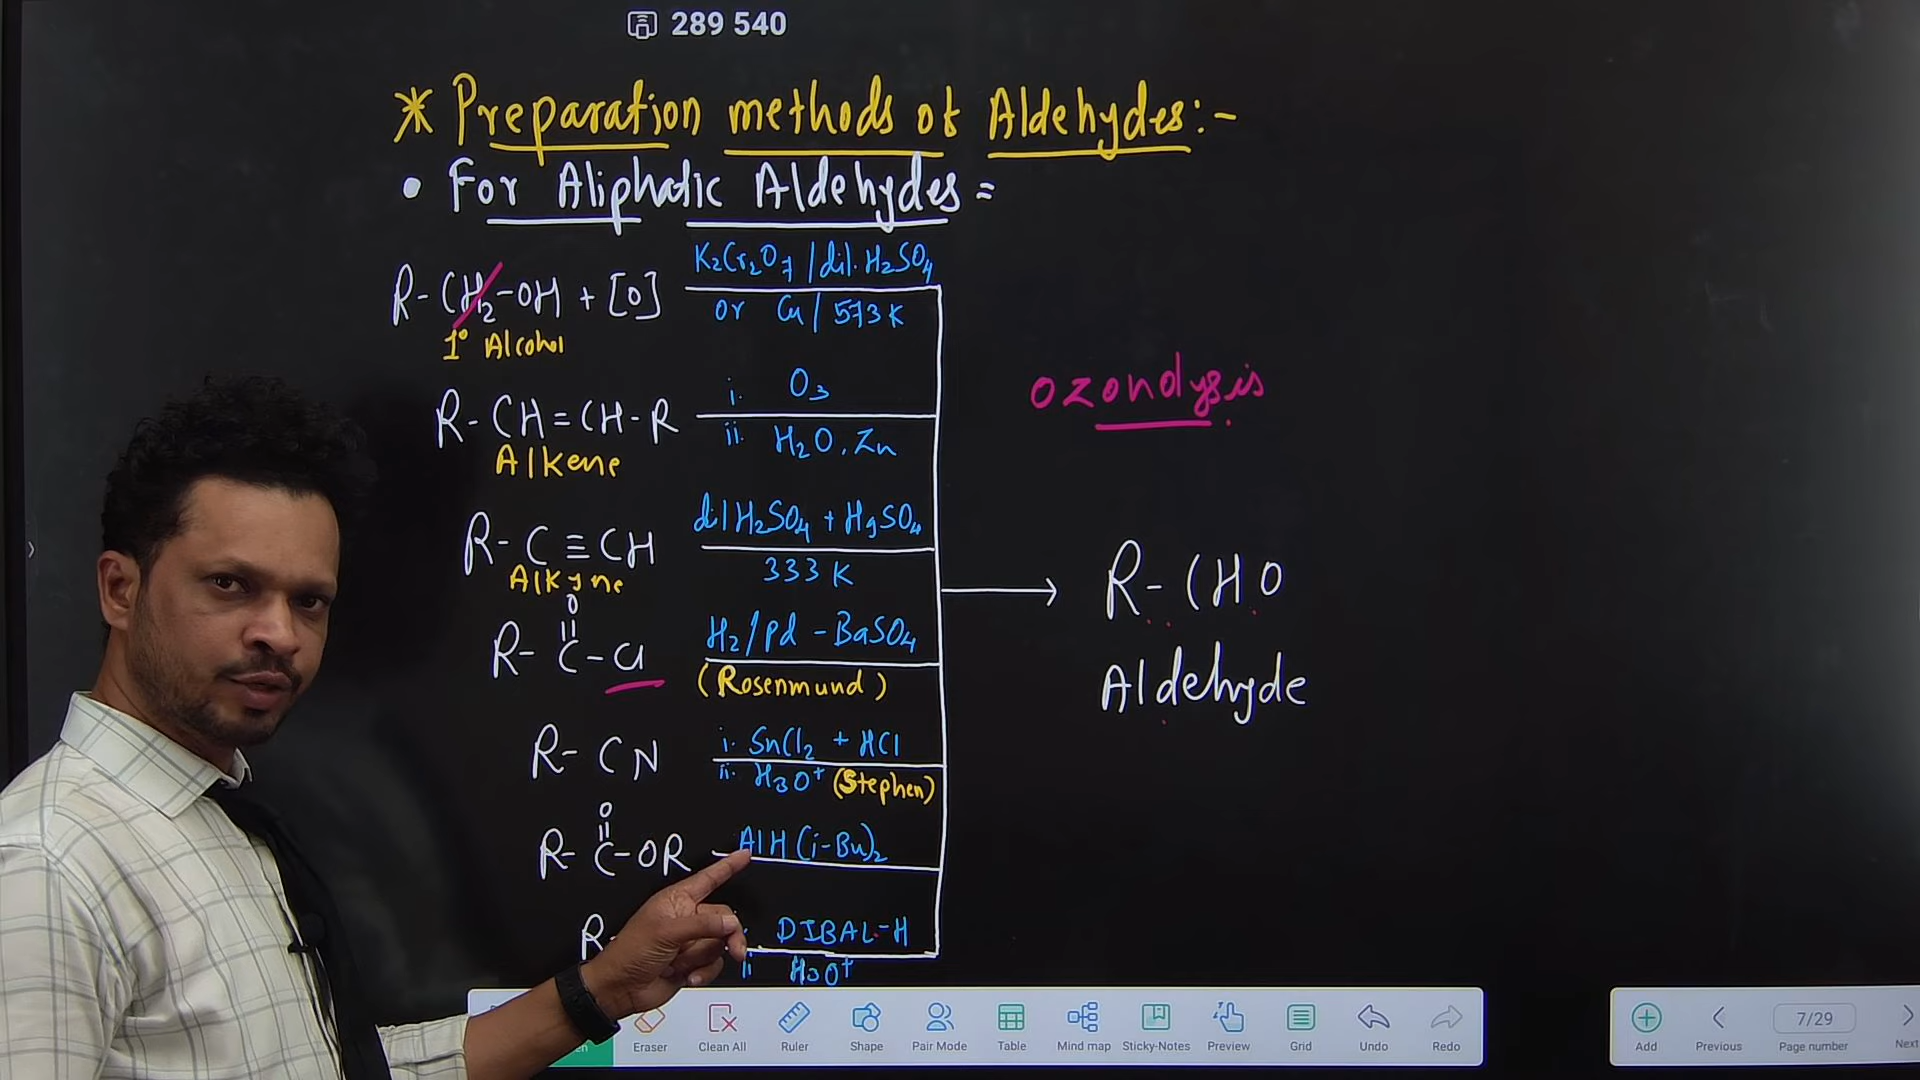 289 540
* Preparation methods of Aldehydes:-
• For Aliphatic Aldehydes =
R-CH₂-OH + [O] K₂Cr₂O₇ / dil. H₂SO₄
or Cu / 573 K
1° Alcohol
R-CH=CH-R i. O₃
ii. H₂O, Zn
Alkene
ozonolysis
R-C≡CH dil H₂SO₄ + HgSO₄
333 K
Alkyne
R-CHO
O
R-C-Cl H₂/Pd - BaSO₄
(Rosenmund)
Aldehyde
R-CN i. SnCl₂ + HCl
ii. H₃O⁺ (Stephen)
O
R-C-OR AlH(i-Bu)₂
R- i. DIBAL-H
ii H₃O⁺
Eraser Clean All Ruler Shape Pair Mode Table Mind map Sticky-Notes Preview Grid Undo Redo
Add Previous 7/29 Page number Next